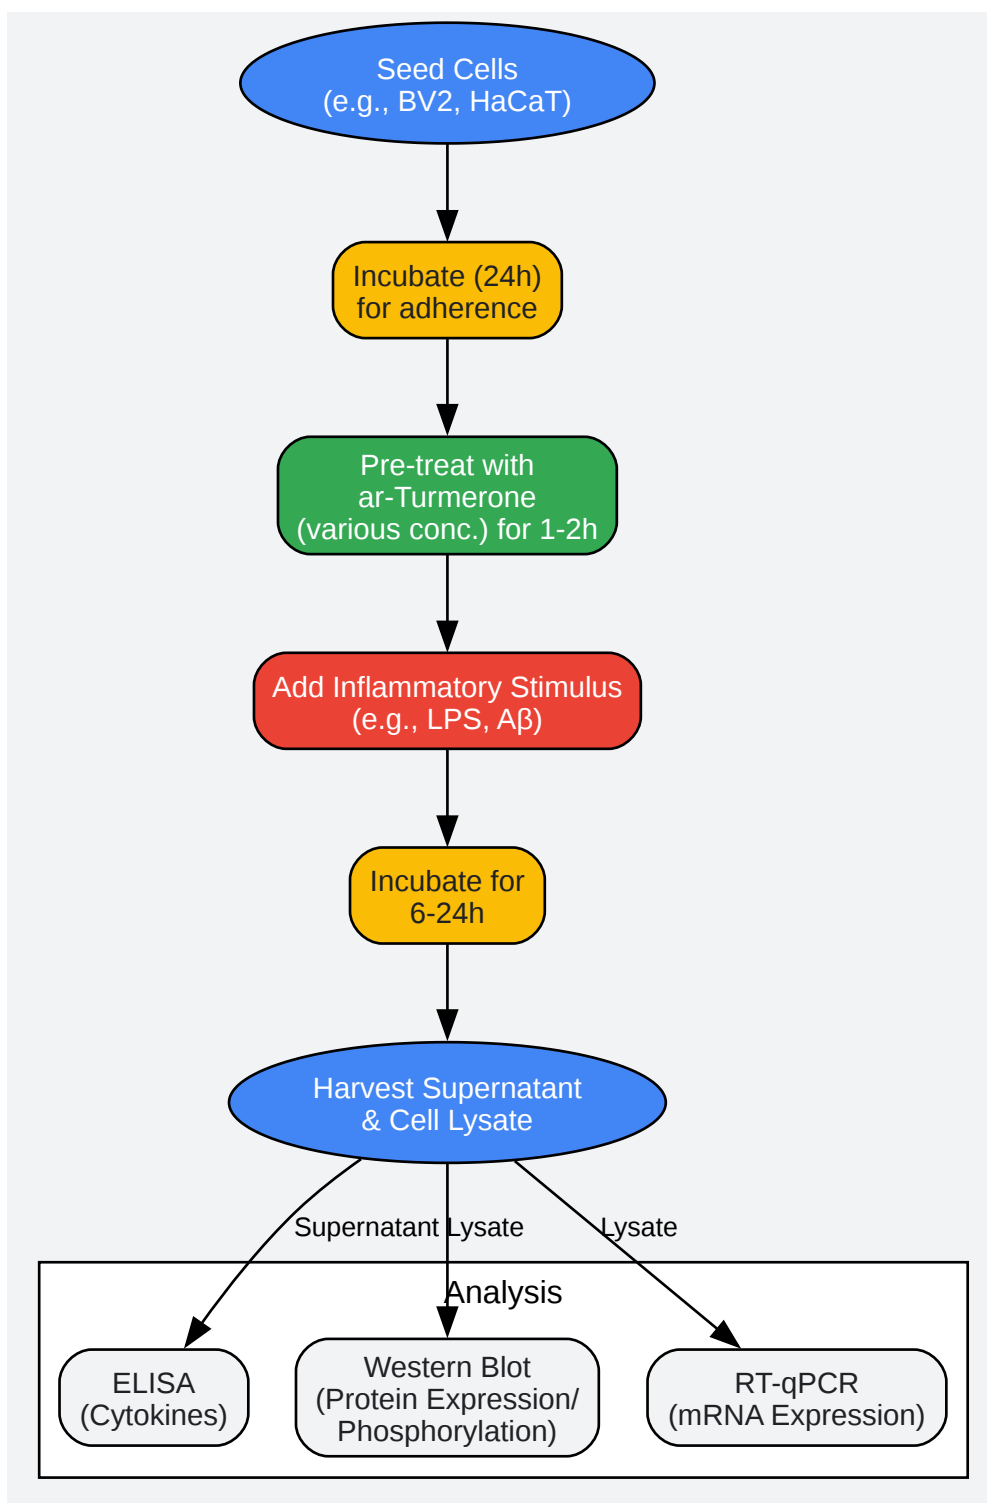 Seed Cells
(e.g., BV2, HaCaT)
Incubate (24h)
for adherence
Pre-treat with
ar-Turmerone
(various conc.) for 1-2h
Add Inflammatory Stimulus
(e.g., LPS, Aβ)
Incubate for
6-24h
Harvest Supernatant
& Cell Lysate
Supernatant
Lysate
Lysate
Analysis
ELISA
(Cytokines)
Western Blot
(Protein Expression/
Phosphorylation)
RT-qPCR
(mRNA Expression)